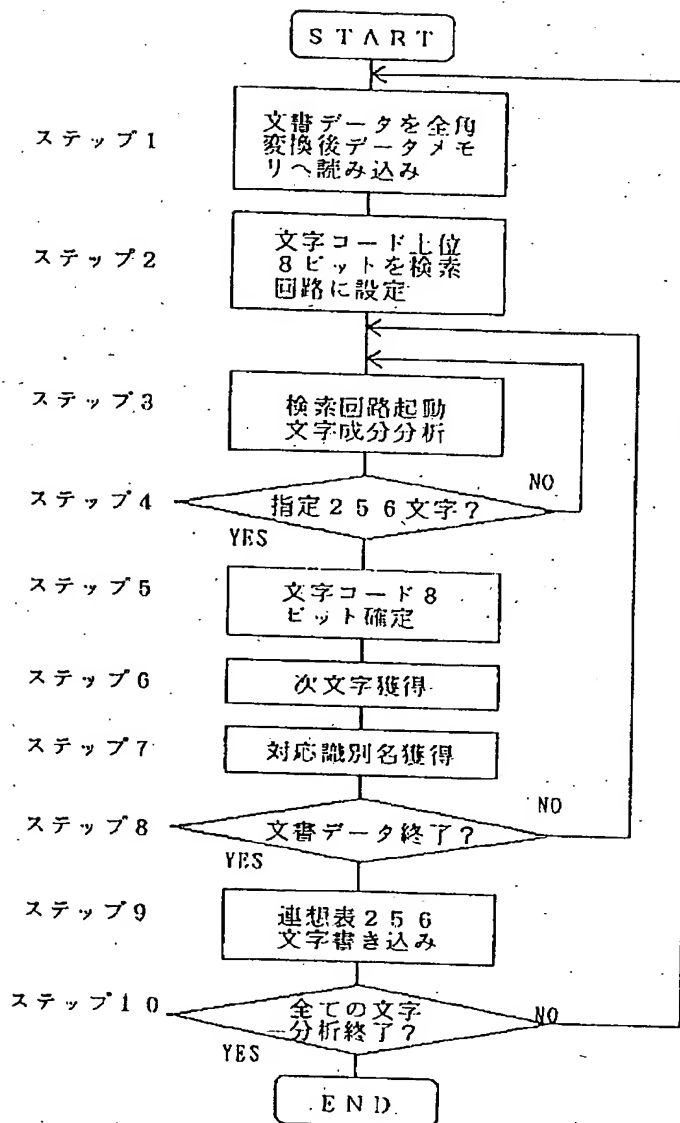 START
ステップ1
文書データを全角
変換後データメモ
リへ読み込み
ステップ2
文字コード上位
8ビットを検索
回路に設定
ステップ3
検索回路起動
文字成分分析
ステップ4
指定256文字?
NO
YES
ステップ5
文字コード8
ビット確定
ステップ6
次文字獲得
ステップ7
対応識別名獲得
ステップ8
文書データ終了?
NO
YES
ステップ9
連想表256
文字書き込み
ステップ10
全ての文字
分析終了?
NO
YES
END